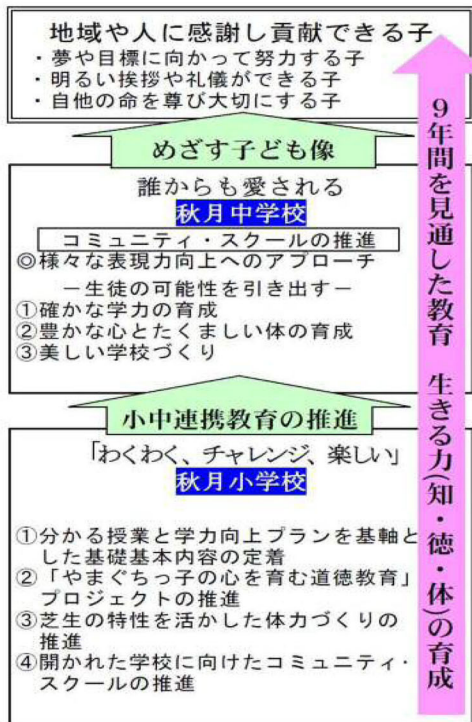 地域や人に感謝し貢献できる子
・夢や目標に向かって努力する子
・明るい挨拶や礼儀ができる子
・自他の命を尊び大切にする子
めざす子ども像
誰からも愛される
秋月中学校
コミュニティ・スクールの推進
◎様々な表現力向上へのアプローチ
－生徒の可能性を引き出す－
①確かな学力の育成
②豊かな心とたくましい体の育成
③美しい学校づくり
小中連携教育の推進
「わくわく、チャレンジ、楽しい」
秋月小学校
①分かる授業と学力向上プランを基軸と
した基礎基本内容の定着
②「やまぐちっ子の心を育む道徳教育」
プロジェクトの推進
③芝生の特性を活かした体力づくりの
推進
④開かれた学校に向けたコミュニティ・
スクールの推進
９年間を見通した教育　生きる力(知・徳・体)の育成